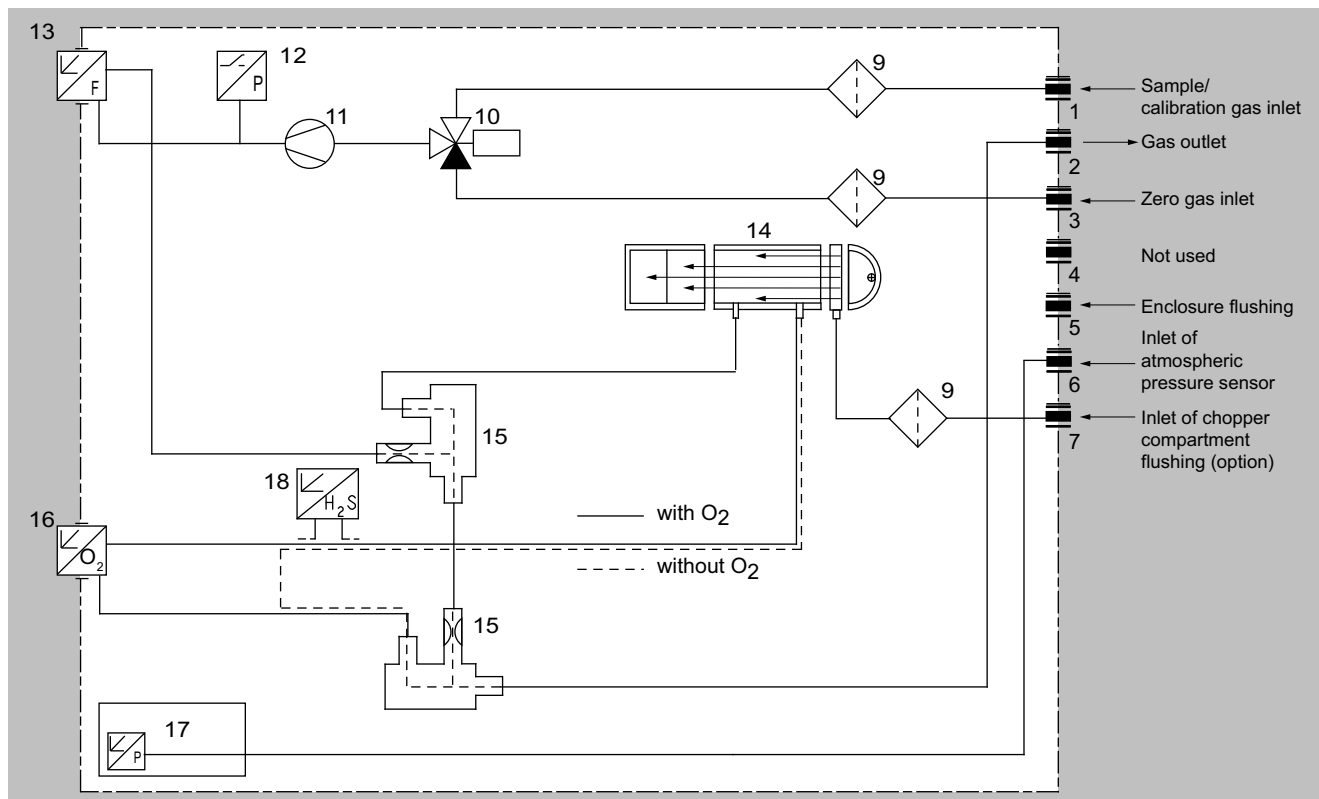 13
F
12
P
11
10
9
1
Sample/
calibration gas inlet
2
Gas outlet
9
3
Zero gas inlet
14
4
Not used
5
Enclosure flushing
6
Inlet of
atmospheric
pressure sensor
9
7
Inlet of chopper
compartment
flushing (option)
15
18
H2S
with O2
16
O2
without O2
15
17
P